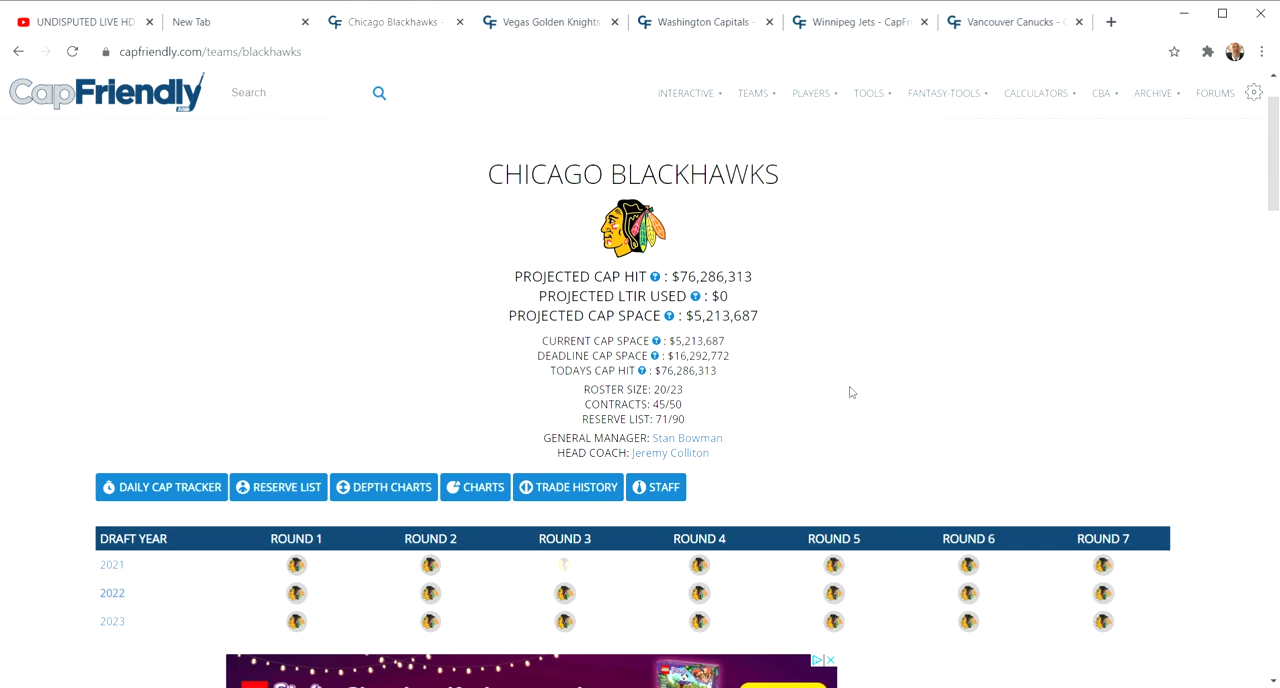 UNDISPUTED LIVE HD
New Tab
Chicago Blackhawks -
Vegas Golden Knights
Washington Capitals -
Winnipeg Jets - CapFri
Vancouver Canucks -
capfriendly.com/teams/blackhawks
CapFriendly
Search
INTERACTIVE
TEAMS
PLAYERS
TOOLS
FANTASY-TOOLS
CALCULATORS
CBA
ARCHIVE
FORUMS
CHICAGO BLACKHAWKS
PROJECTED CAP HIT ? : $76,286,313
PROJECTED LTIR USED ? : $0
PROJECTED CAP SPACE ? : $5,213,687
CURRENT CAP SPACE ? : $5,213,687
DEADLINE CAP SPACE ? : $16,292,772
TODAYS CAP HIT ? : $76,286,313
ROSTER SIZE: 20/23
CONTRACTS: 45/50
RESERVE LIST: 71/90
GENERAL MANAGER: Stan Bowman
HEAD COACH: Jeremy Colliton
DAILY CAP TRACKER
RESERVE LIST
DEPTH CHARTS
CHARTS
TRADE HISTORY
STAFF
DRAFT YEAR ROUND 1 ROUND 2 ROUND 3 ROUND 4 ROUND 5 ROUND 6 ROUND 7
2021
2022
2023